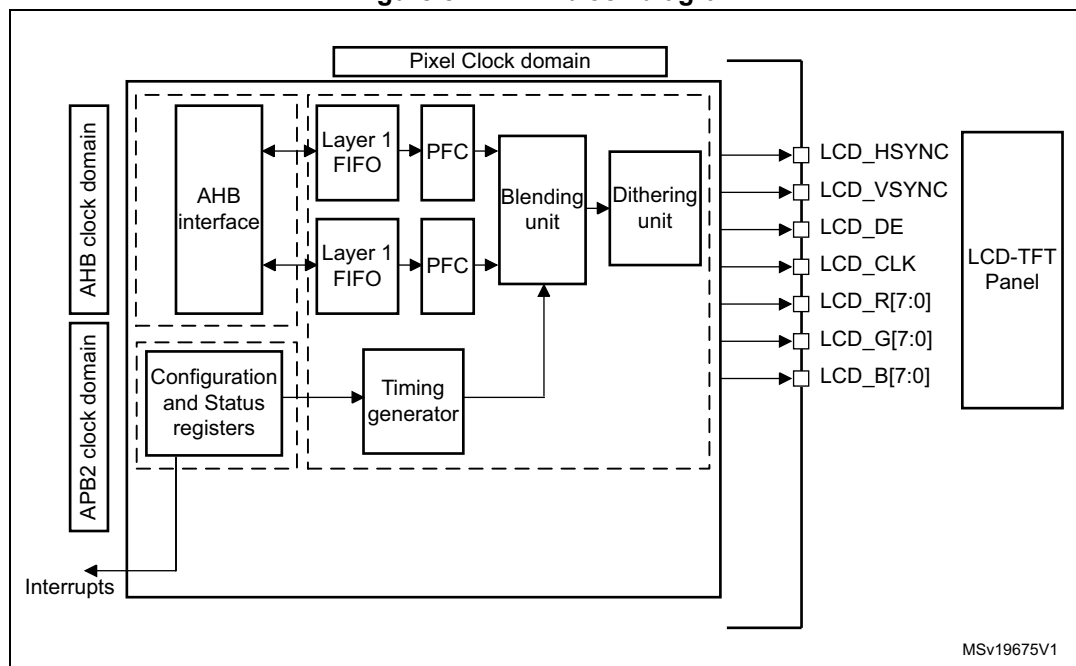 Pixel Clock domain
AHB clock domain
AHB
interface
Layer 1
FIFO
PFC
Layer 1
FIFO
PFC
Blending
unit
Dithering
unit
APB2 clock domain
Configuration
and Status
registers
Timing
generator
Interrupts
LCD_HSYNC
LCD_VSYNC
LCD_DE
LCD_CLK
LCD_R[7:0]
LCD_G[7:0]
LCD_B[7:0]
LCD-TFT
Panel
MSv19675V1